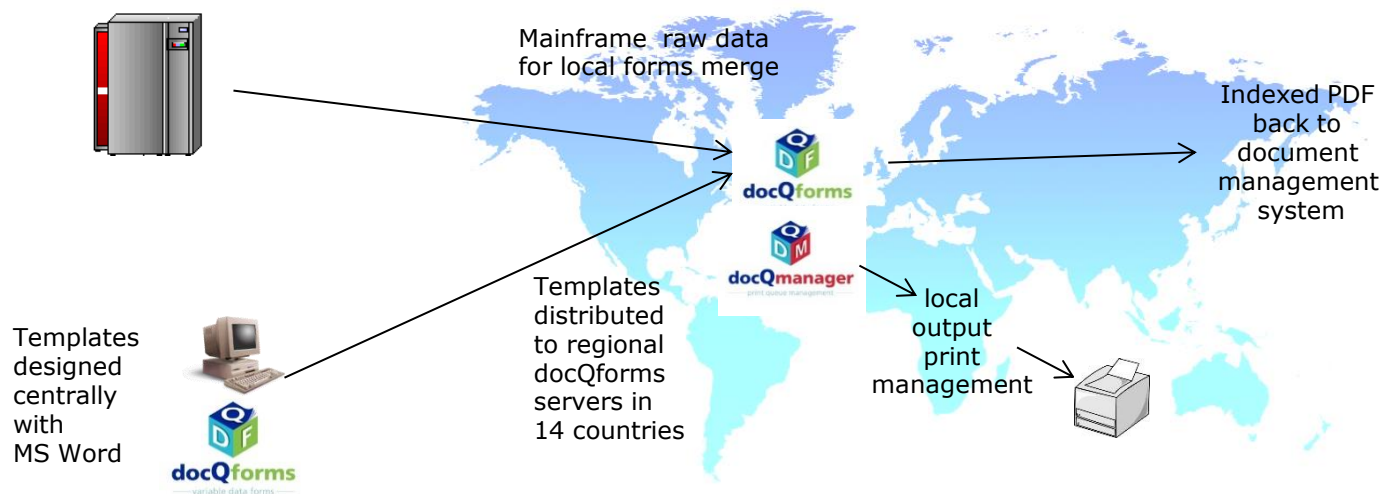 Mainframe raw data
for local forms merge
Indexed PDF
back to
document
management
system
Q
D F
docQforms
Q
D M
docQmanager
print queue management
Templates
distributed
to regional
docQforms
servers in
14 countries
local
output
print
management
Templates
designed
centrally
with
MS Word
Q
D F
docQforms
variable data forms